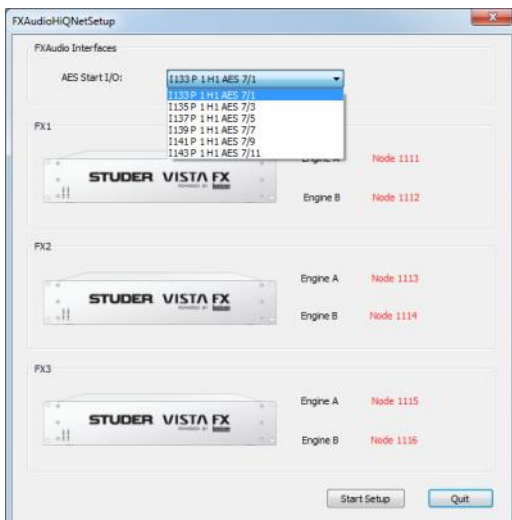 FXAudioHiQNetSetup
FXAudio Interfaces
AES Start I/O:
I133 P 1 H1 AES 7/1
I133 P 1 H1 AES 7/1
I135 P 1 H1 AES 7/3
I137 P 1 H1 AES 7/5
I139 P 1 H1 AES 7/7
I141 P 1 H1 AES 7/9
I143 P 1 H1 AES 7/11
FX1
STUDER VISTA FX
Node 1111
Engine B Node 1112
FX2
STUDER VISTA FX
Engine A Node 1113
Engine B Node 1114
FX3
STUDER VISTA FX
Engine A Node 1115
Engine B Node 1116
Start Setup Quit